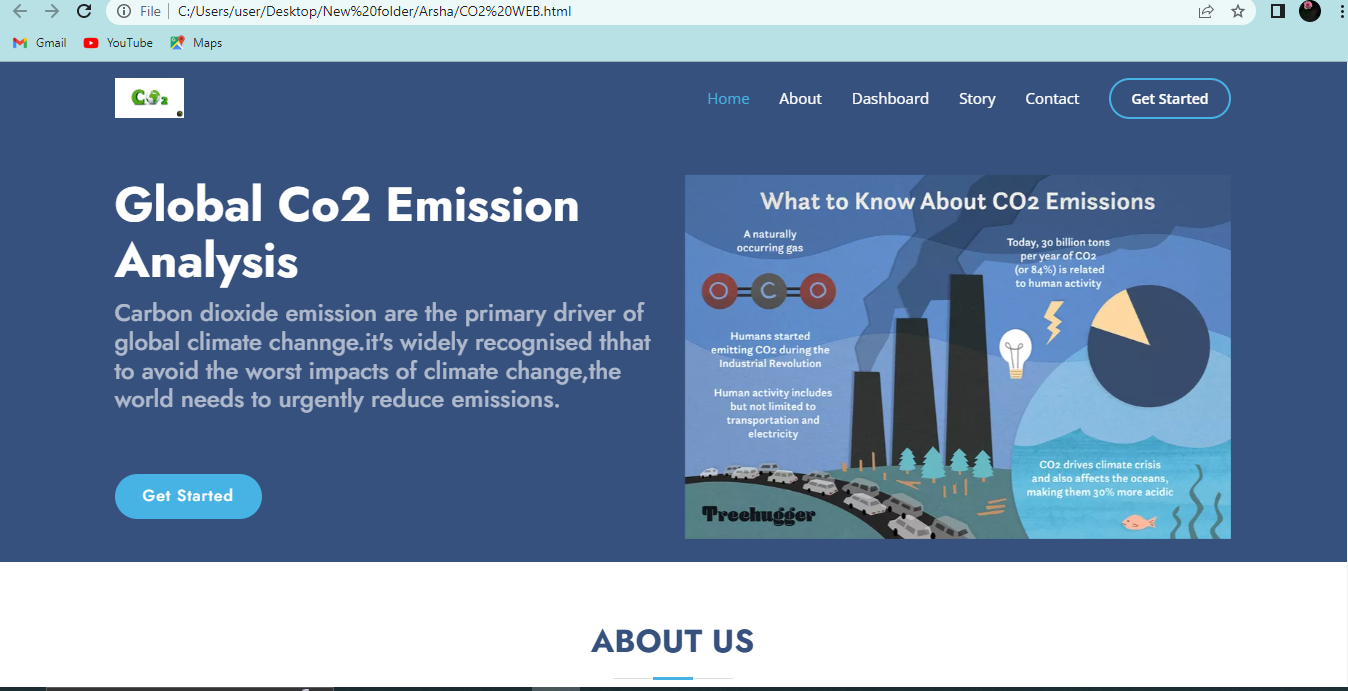 File
C:/Users/user/Desktop/New%20folder/Arsha/CO2%20WEB.html
Gmail
YouTube
Maps
CO2
Home
About
Dashboard
Story
Contact
Get Started
Global Co2 Emission
Analysis
Carbon dioxide emission are the primary driver of
global climate channge.it's widely recognised thhat
to avoid the worst impacts of climate change,the
world needs to urgently reduce emissions.
Get Started
What to Know About CO2 Emissions
A naturally
occurring gas
O C O
Humans started
emitting CO2 during the
Industrial Revolution
Human activity includes
but not limited to
transportation and
electricity
Today, 30 billion tons
per year of CO2
(or 84%) is related
to human activity
CO2 drives climate crisis
and also affects the oceans,
making them 30% more acidic
Treehugger
ABOUT US